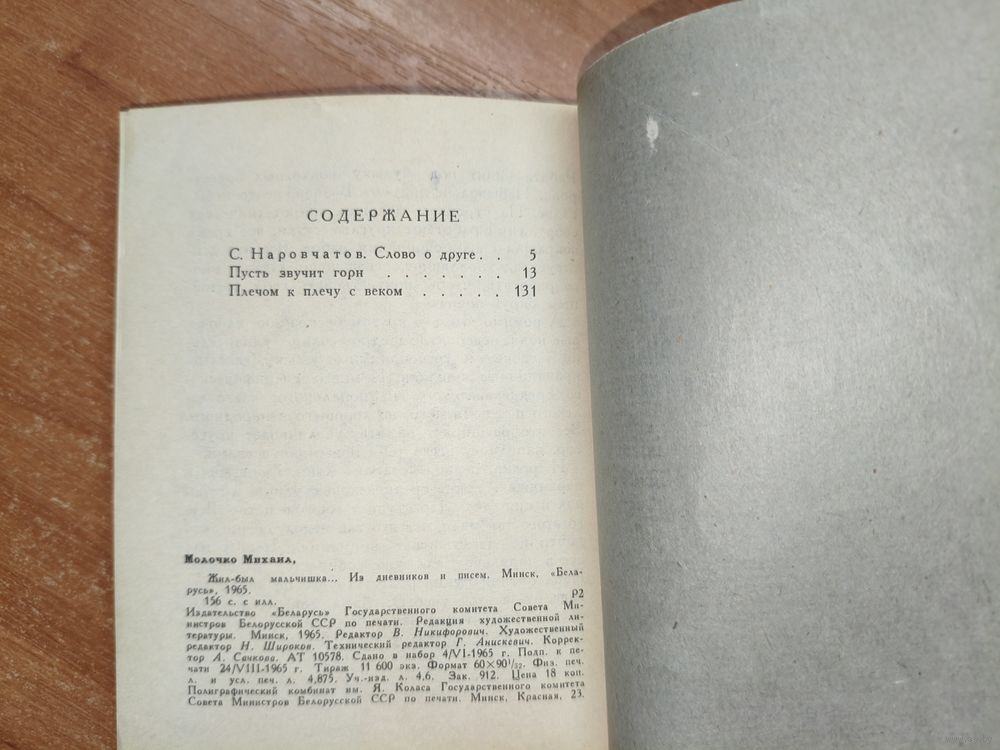 СОДЕРЖАНИЕ
С. Наровчатов. Слово о друге. . . 5
Пусть звучит горн . . . . . . . 13
Плечом к плечу с веком . . . . . 131
Молочко Михаил,
Жил-был мальчишка... Из дневников и писем. Минск, «Бела-
русь», 1965.
156 с. с илл. Р2
Издательство «Беларусь» Государственного комитета Совета Ми-
нистров Белорусской ССР по печати. Редакция художественной ли-
тературы. Минск, 1965. Редактор В. Никифорович. Художественный
редактор Н. Широков. Технический редактор Г. Анискевич. Коррек-
тор А. Сачкова. АТ 10578. Сдано в набор 4/VI-1965 г. Подп. к пе-
чати 24/VIII-1965 г. Тираж 11 600 экз. Формат 60×90¹/₃₂. Физ. печ.
л. и усл. печ. л. 4,875. Уч.-изд. л. 4,6. Зак. 912. Цена 18 коп.
Полиграфический комбинат им. Я. Коласа Государственного комитета
Совета Министров Белорусской ССР по печати. Минск, Красная, 23.